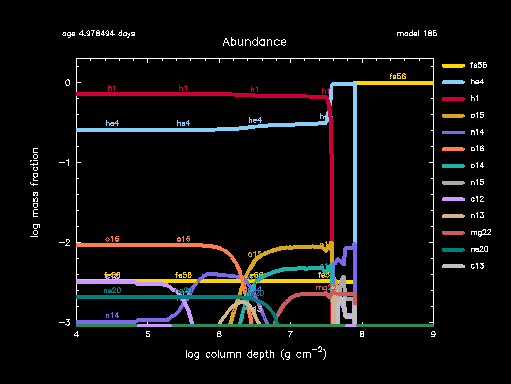 age 4.978494 days
model 186
Abundance
fe56
he4
h1
o15
n14
o16
o14
n15
c12
n13
mg22
ne20
c13
fe56
h1 h1 h1 h1
he4 he4 he4
o16 o16
fe56 fe56 fe56
ne20
n14
0
−1
−2
−3
4 5 6 7 8 9
log mass fraction
log column depth (g cm−2)